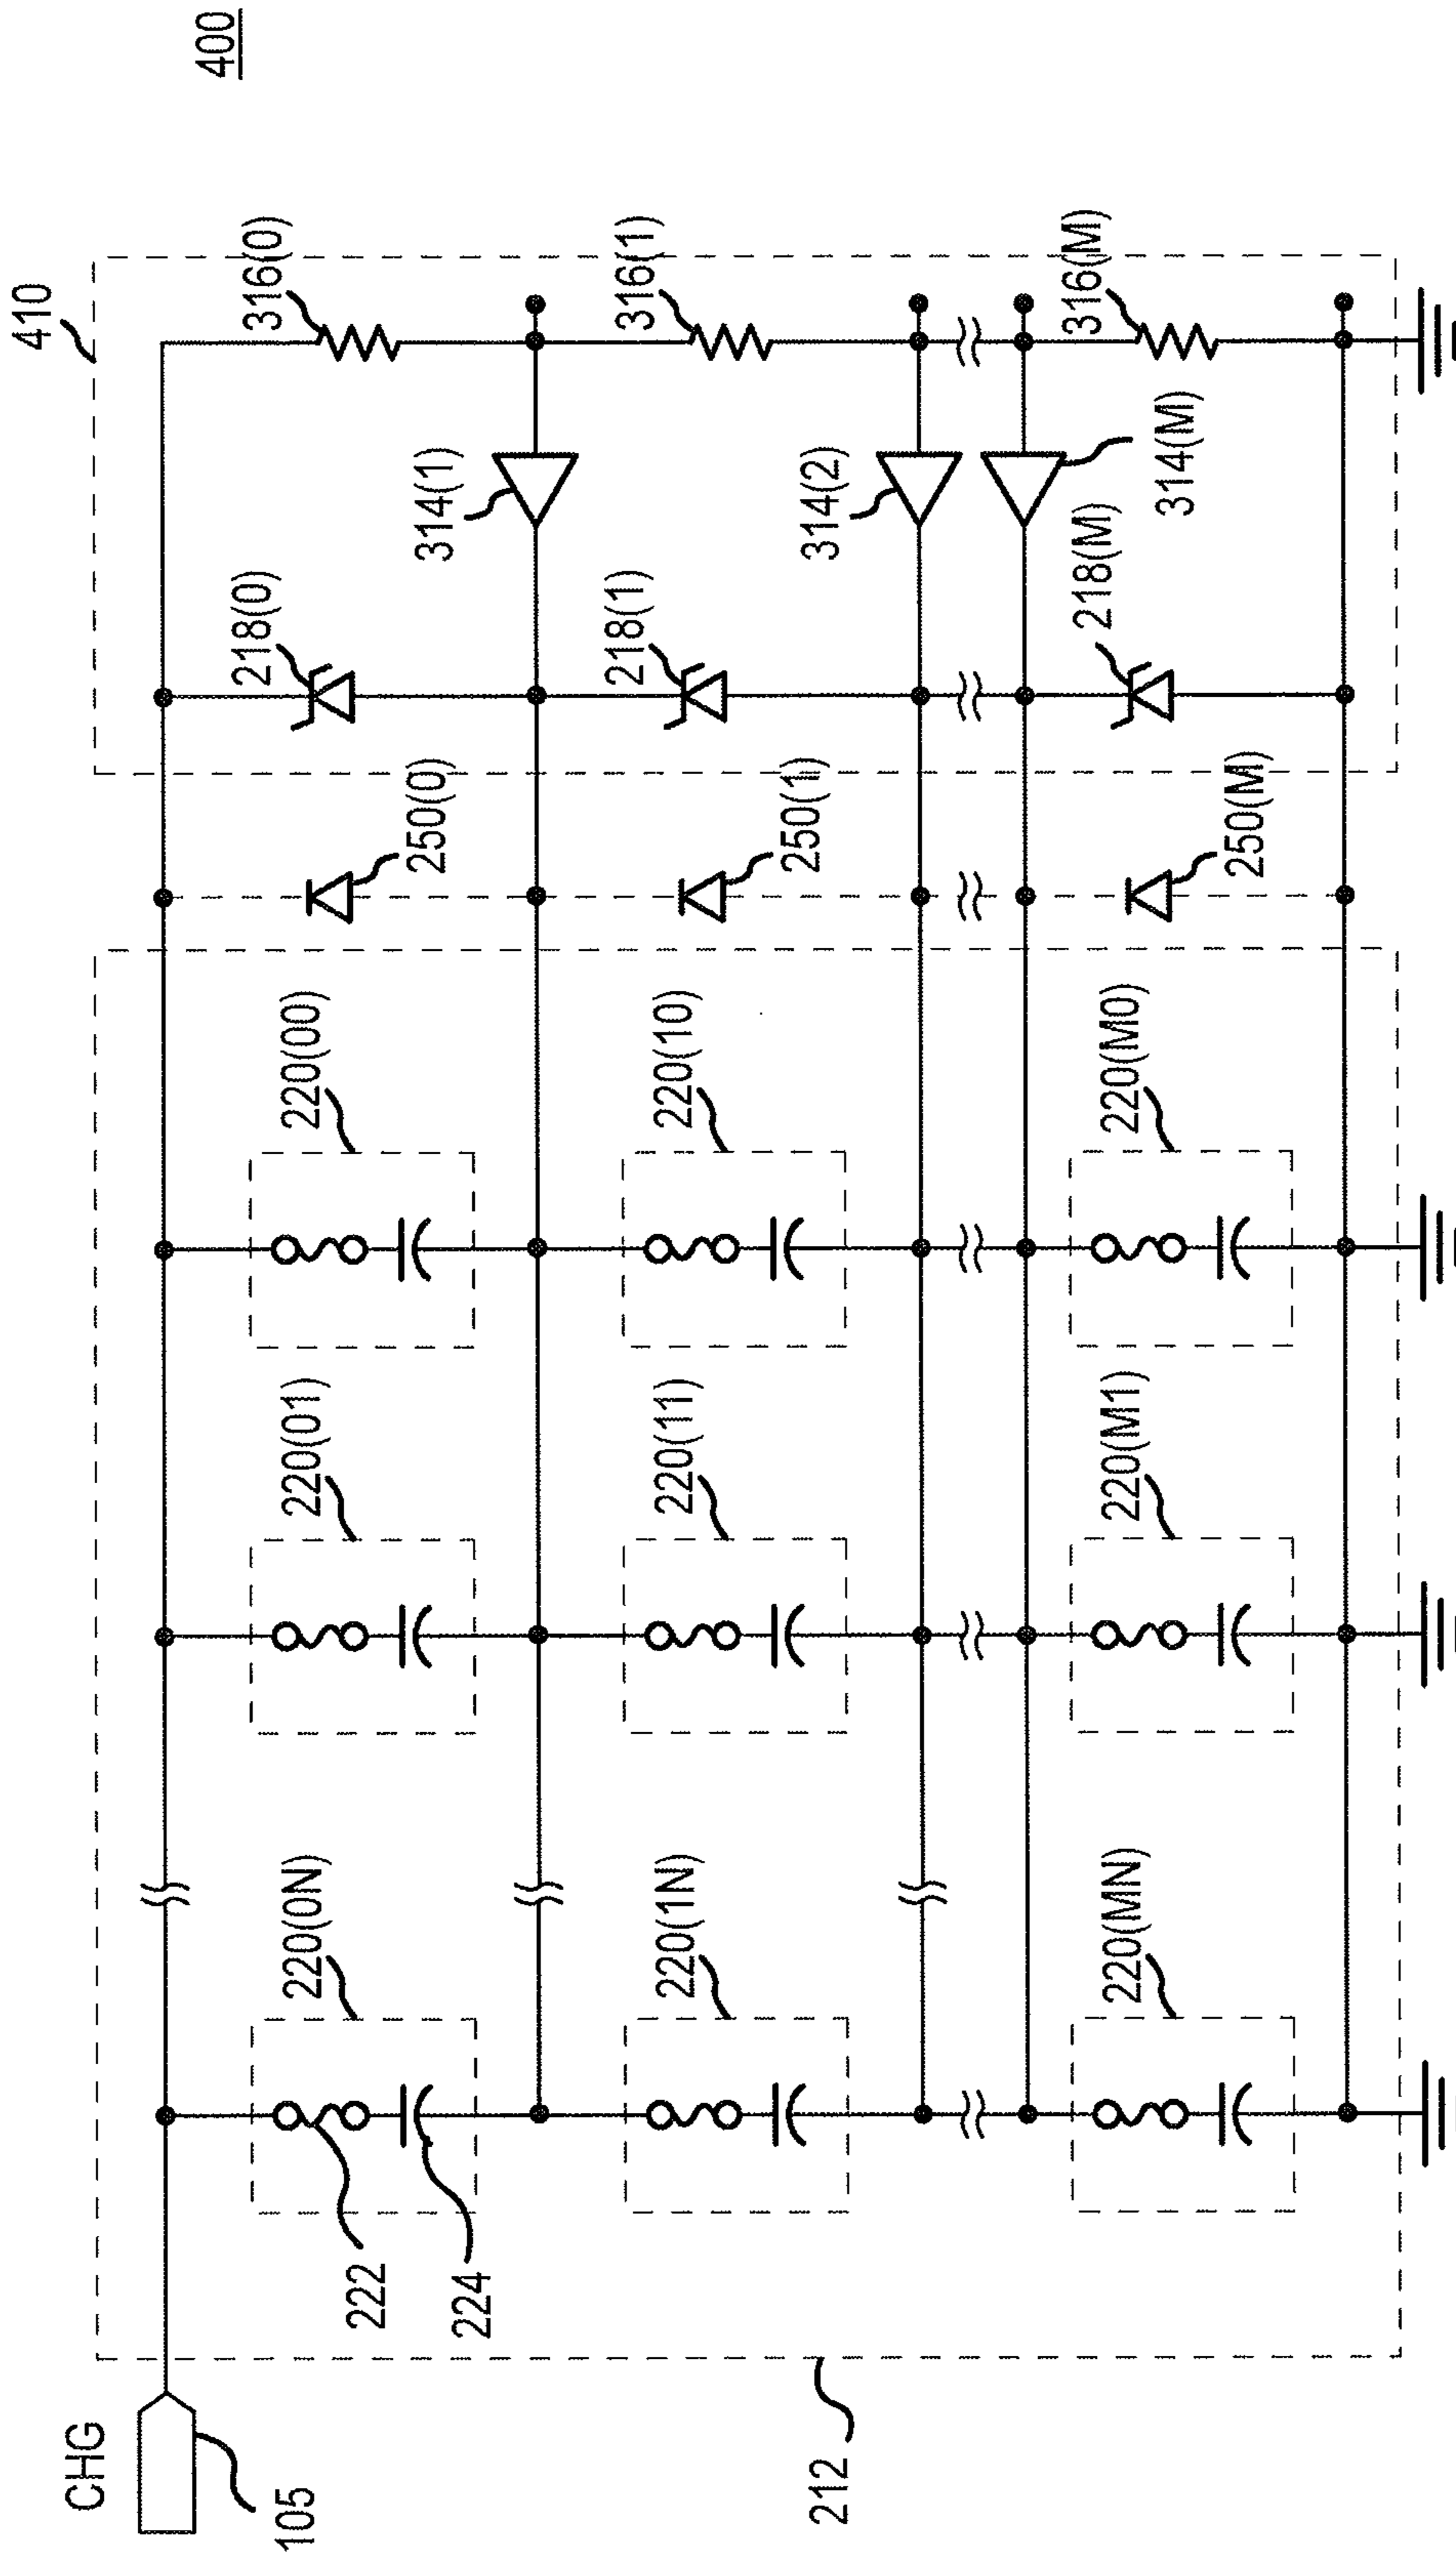 400
410
CHG
105
212
220(0N)
220(01)
220(00)
250(0)
218(0)
316(0)
222
224
314(1)
220(1N)
220(11)
220(10)
250(1)
218(1)
316(1)
314(2)
220(MN)
220(M1)
220(M0)
250(M)
218(M)
314(M)
316(M)